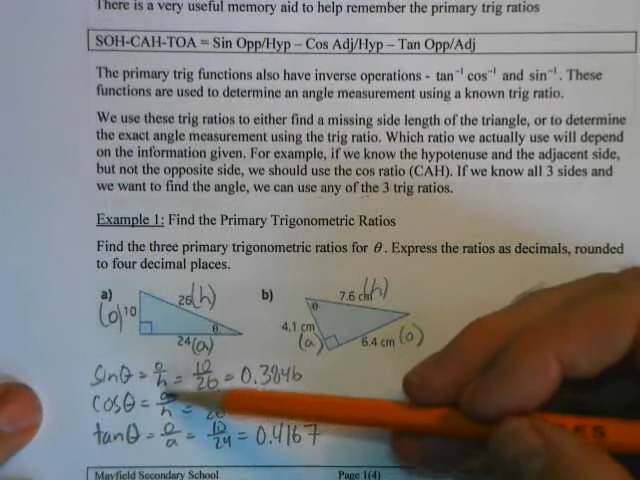 There is a very useful memory aid to help remember the primary trig ratios
SOH-CAH-TOA = Sin Opp/Hyp – Cos Adj/Hyp – Tan Opp/Adj
The primary trig functions also have inverse operations - tan⁻¹ cos⁻¹ and sin⁻¹. These
functions are used to determine an angle measurement using a known trig ratio.
We use these trig ratios to either find a missing side length of the triangle, or to determine
the exact angle measurement using the trig ratio. Which ratio we actually use will depend
on the information given. For example, if we know the hypotenuse and the adjacent side,
but not the opposite side, we should use the cos ratio (CAH). If we know all 3 sides and
we want to find the angle, we can use any of the 3 trig ratios.
Example 1: Find the Primary Trigonometric Ratios
Find the three primary trigonometric ratios for θ. Express the ratios as decimals, rounded
to four decimal places.
a) 26(h) b) 7.6 cm(h)
(o)10 θ θ
4.1 cm
24(a) (a) 6.4 cm (o)
sinθ = o/h = 10/26 = 0.3846
cosθ = a/h = 26
tanθ = o/a = 10/24 = 0.4167
Mayfield Secondary School Page 1(4)